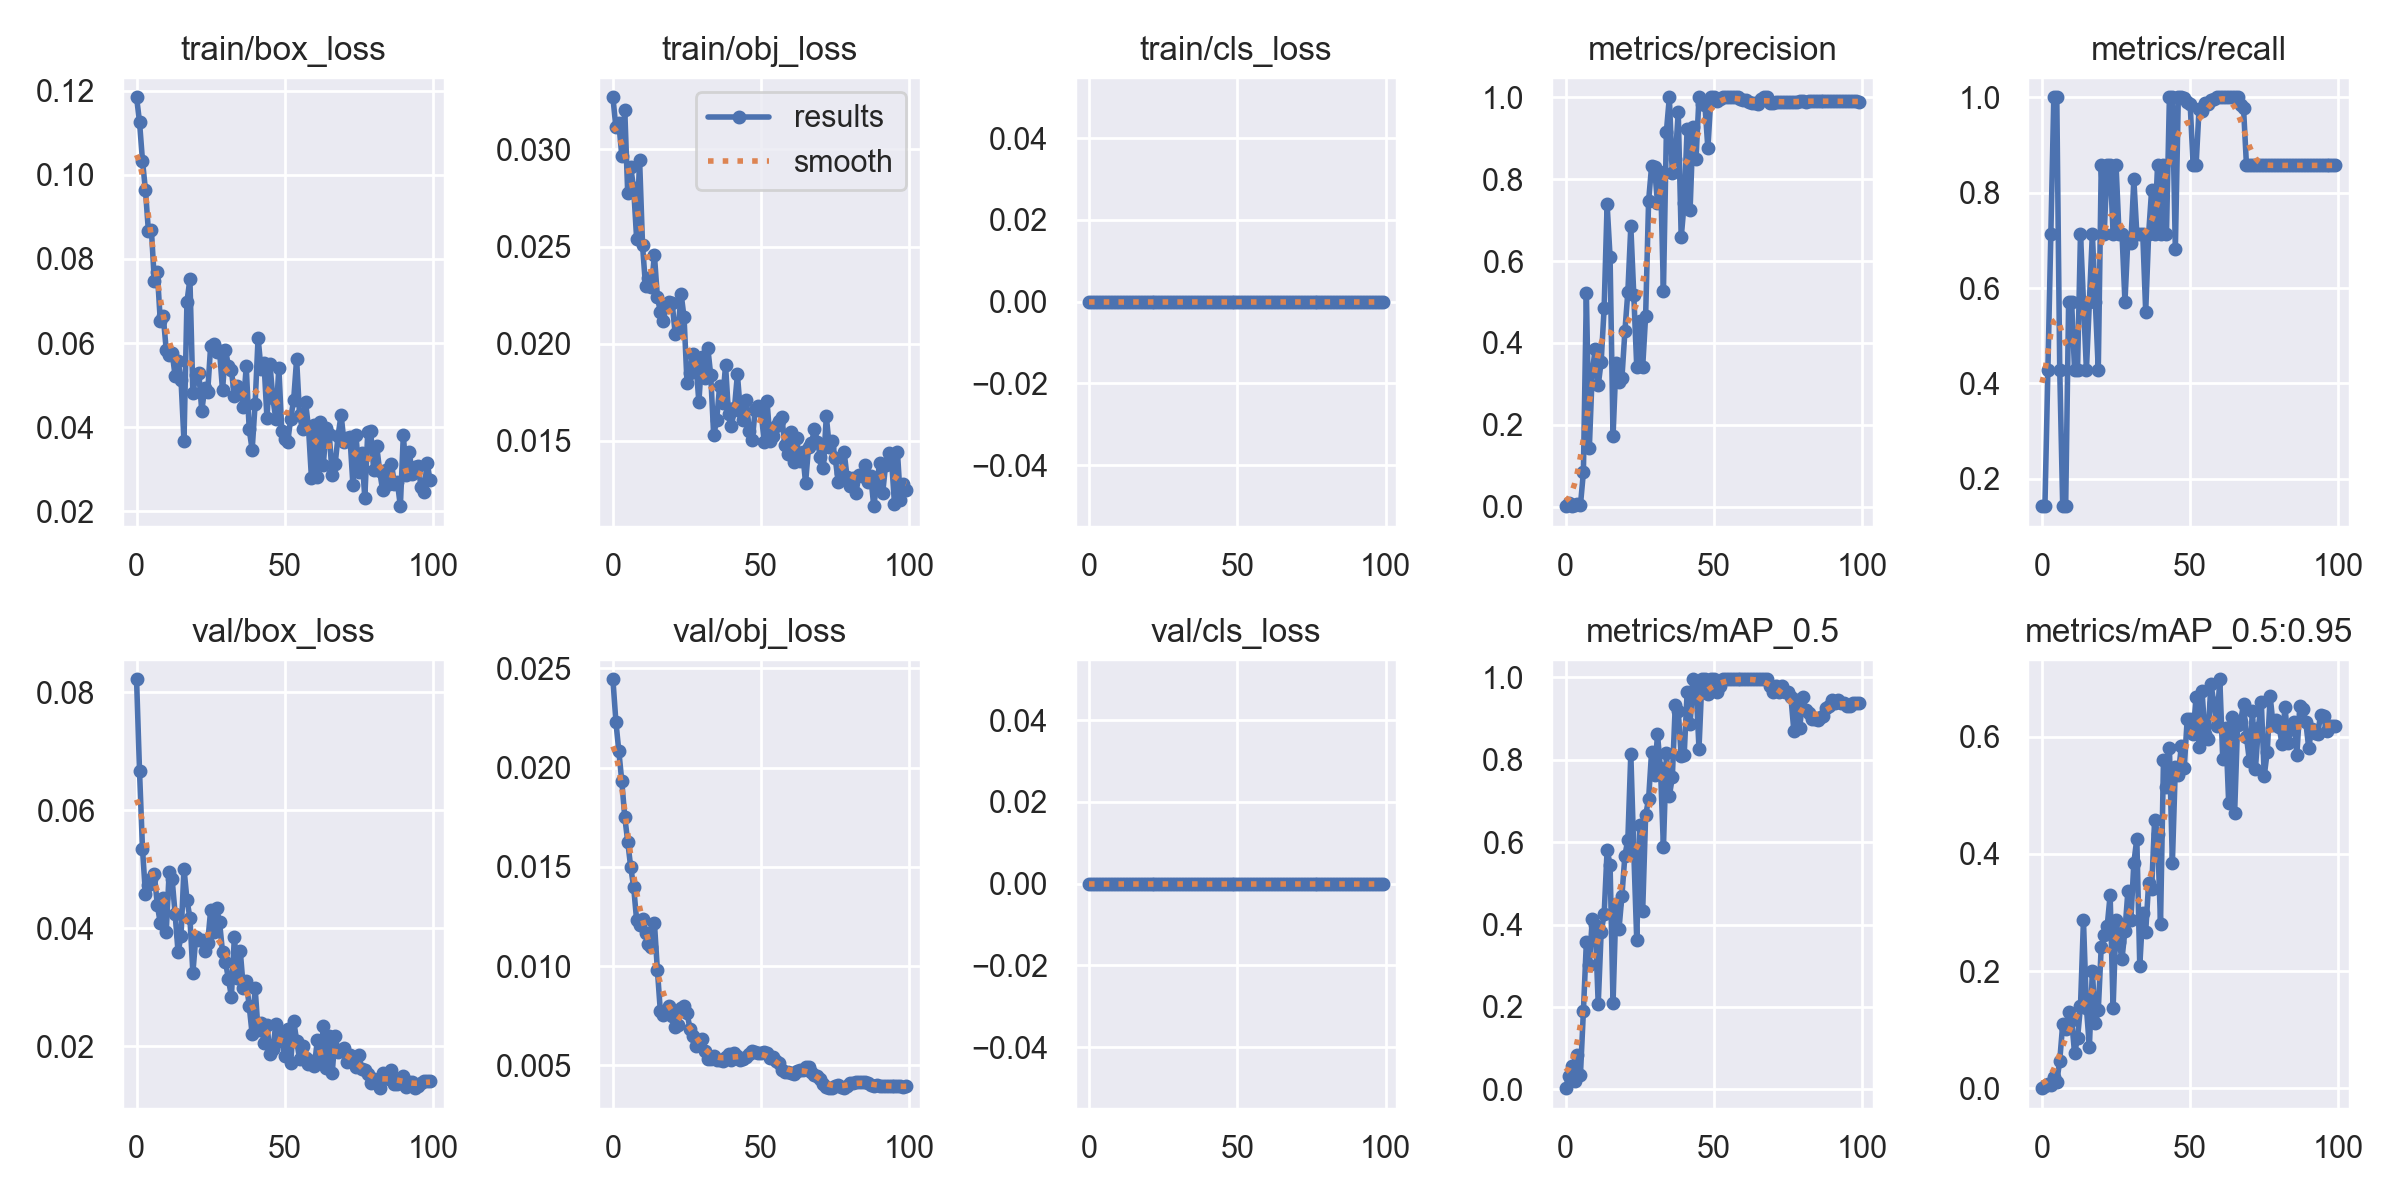 train/box_loss
0.12
0.10
0.08
0.06
0.04
0.02
0 50 100
train/obj_loss
results
smooth
0.030
0.025
0.020
0.015
0 50 100
train/cls_loss
0.04
0.02
0.00
−0.02
−0.04
0 50 100
metrics/precision
1.0
0.8
0.6
0.4
0.2
0.0
0 50 100
metrics/recall
1.0
0.8
0.6
0.4
0.2
0 50 100
val/box_loss
0.08
0.06
0.04
0.02
0 50 100
val/obj_loss
0.025
0.020
0.015
0.010
0.005
0 50 100
val/cls_loss
0.04
0.02
0.00
−0.02
−0.04
0 50 100
metrics/mAP_0.5
1.0
0.8
0.6
0.4
0.2
0.0
0 50 100
metrics/mAP_0.5:0.95
0.6
0.4
0.2
0.0
0 50 100